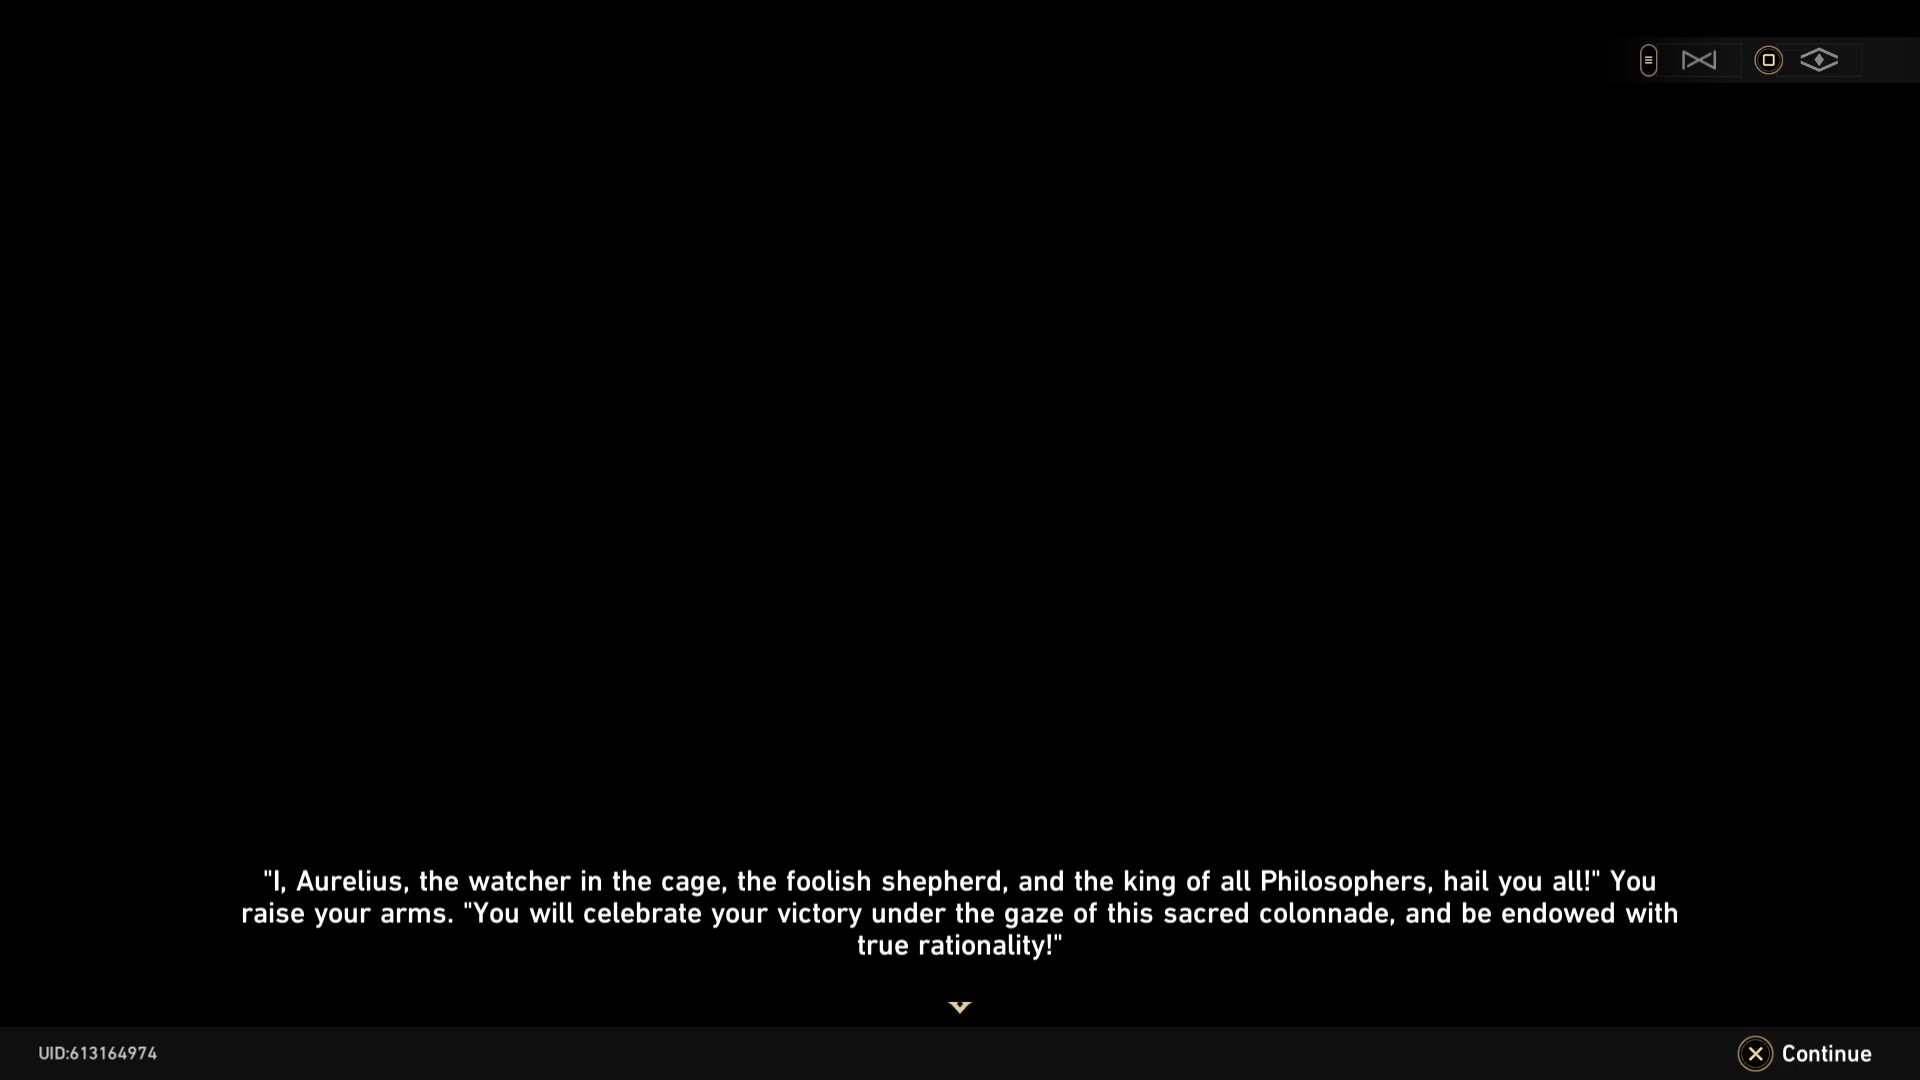 "I, Aurelius, the watcher in the cage, the foolish shepherd, and the king of all Philosophers, hail you all!" You
raise your arms. "You will celebrate your victory under the gaze of this sacred colonnade, and be endowed with
true rationality!"
UID:613164974
Continue